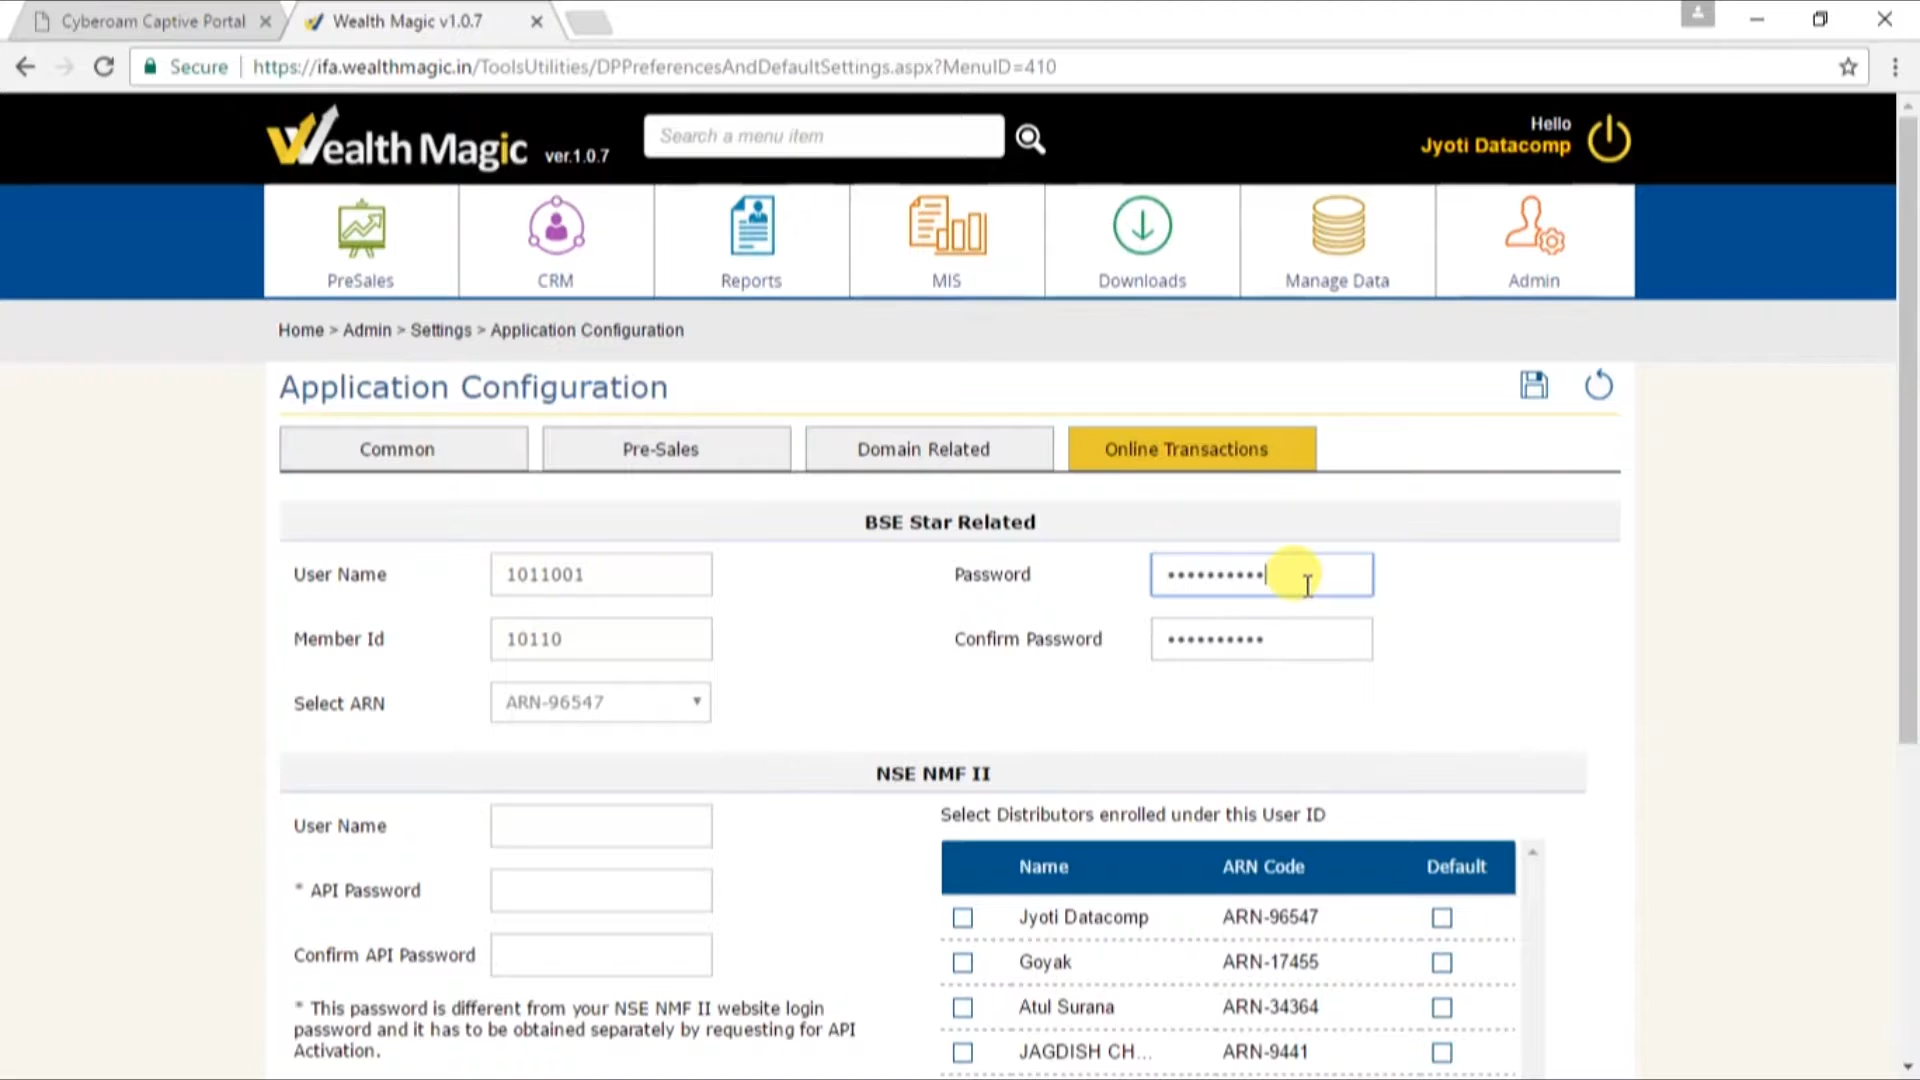 Cyberoam Captive Portal
Wealth Magic v1.0.7
Secure
https://ifa.wealthmagic.in/ToolsUtilities/DPPreferencesAndDefaultSettings.aspx?MenuID=410
Wealth Magic ver.1.0.7
Search a menu item
Hello
Jyoti Datacomp
PreSales
CRM
Reports
MIS
Downloads
Manage Data
Admin
Home > Admin > Settings > Application Configuration
Application Configuration
Common
Pre-Sales
Domain Related
Online Transactions
BSE Star Related
User Name 1011001
Password ••••••••••
Member Id 10110
Confirm Password ••••••••••
Select ARN ARN-96547
NSE NMF II
User Name
* API Password
Confirm API Password
* This password is different from your NSE NMF II website login
password and it has to be obtained separately by requesting for API
Activation.
Select Distributors enrolled under this User ID
Name ARN Code Default
Jyoti Datacomp ARN-96547
Goyak ARN-17455
Atul Surana ARN-34364
JAGDISH CH... ARN-9441